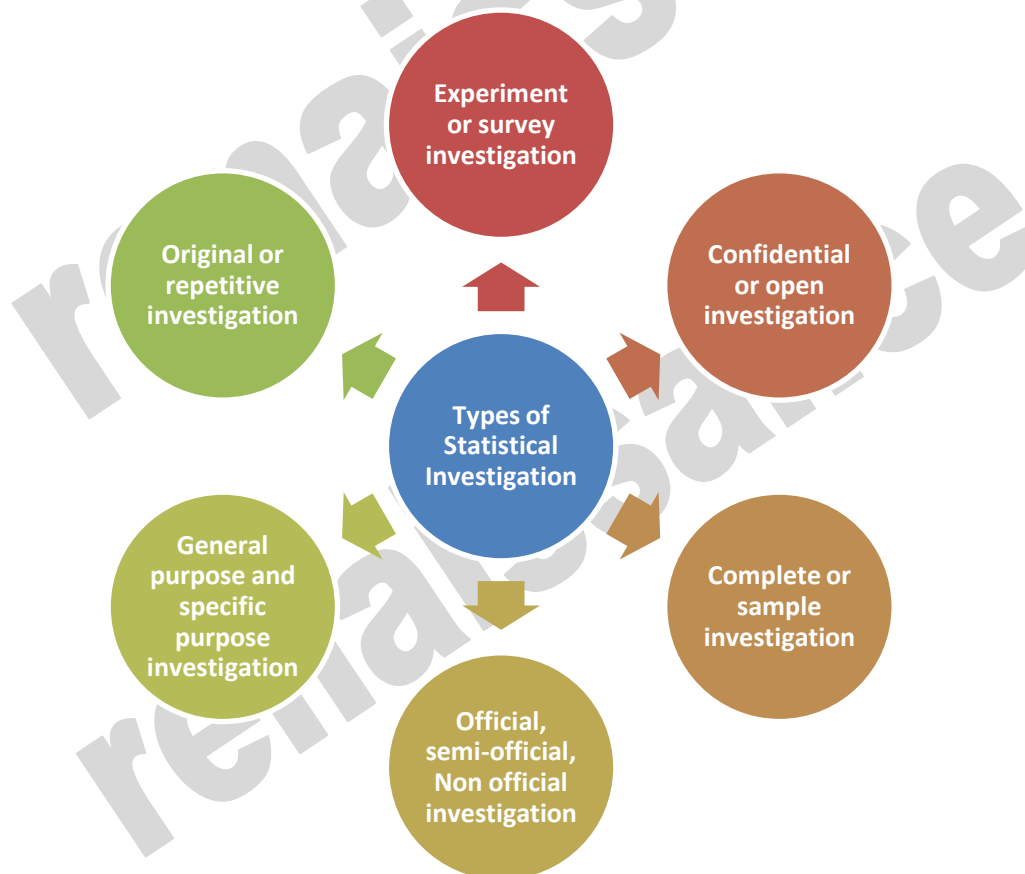 Experiment
or survey
investigation
Confidential
or open
investigation
Complete or
sample
investigation
Official,
semi-official,
Non official
investigation
General
purpose and
specific
purpose
investigation
Original or
repetitive
investigation
Types of
Statistical
Investigation